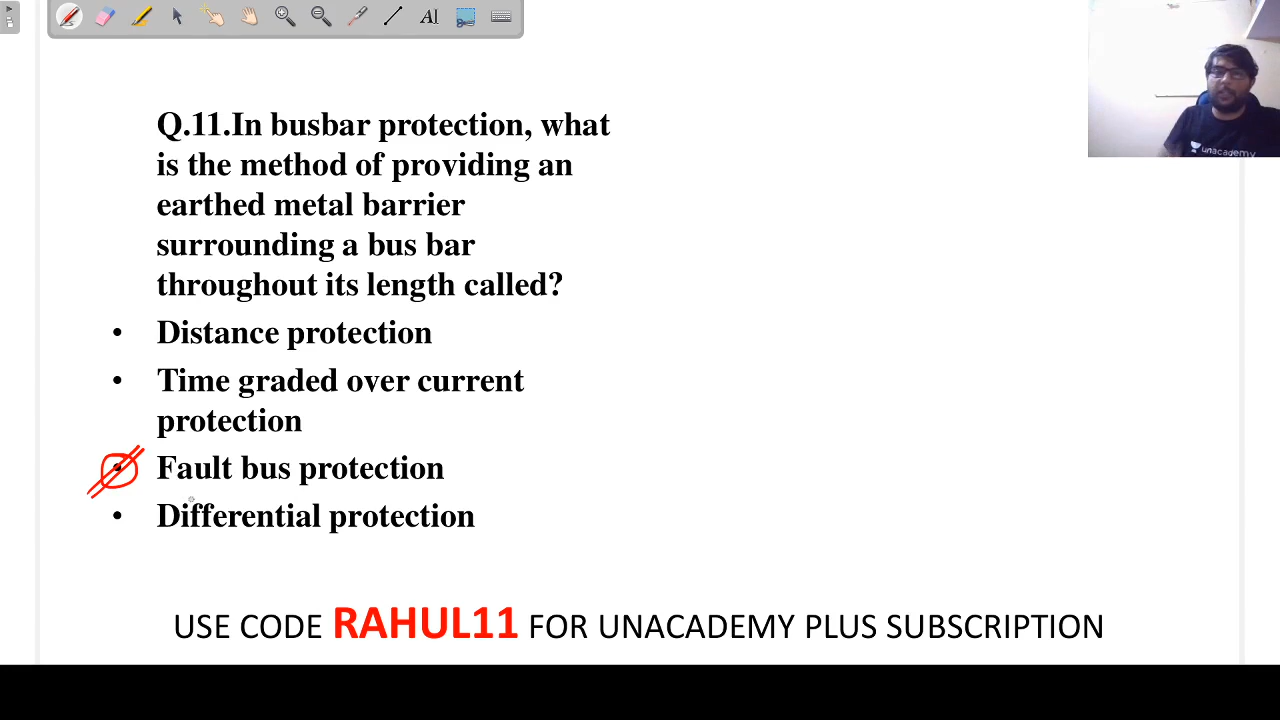 AI
unacademy
Q.11.In busbar protection, what
is the method of providing an
earthed metal barrier
surrounding a bus bar
throughout its length called?
• Distance protection
• Time graded over current
protection
• Fault bus protection
• Differential protection
USE CODE RAHUL11 FOR UNACADEMY PLUS SUBSCRIPTION